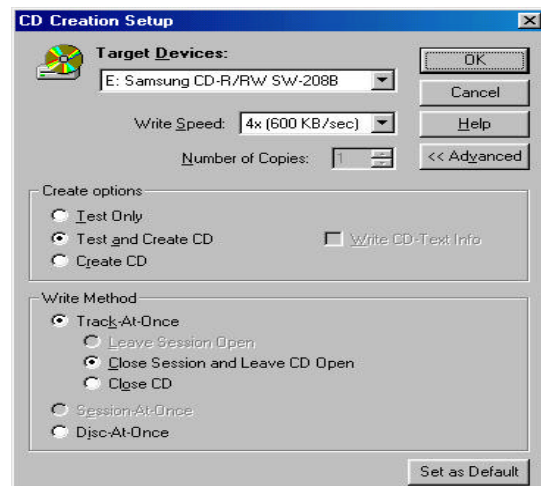 CD Creation Setup
Target Devices:
OK
E: Samsung CD-R/RW SW-208B
Cancel
Write Speed: 4x (600 KB/sec)
Help
Number of Copies: 1
<< Advanced
Create options
Test Only
Test and Create CD
Write CD-Text Info
Create CD
Write Method
Track-At-Once
Leave Session Open
Close Session and Leave CD Open
Close CD
Session-At-Once
Disc-At-Once
Set as Default